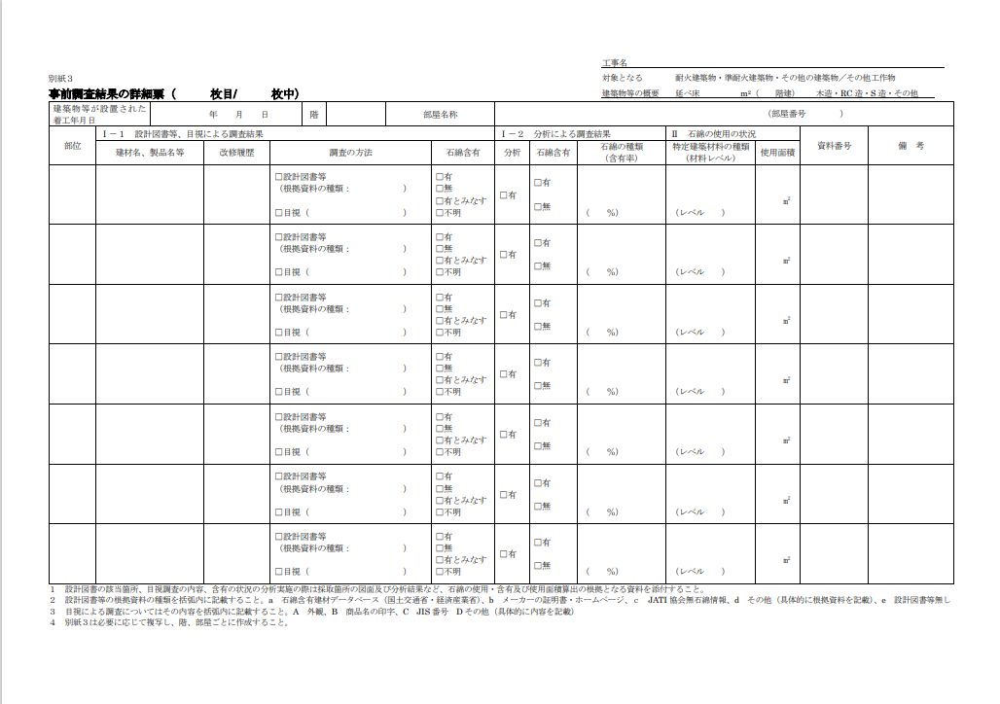 工事名
別紙３
対象となる　耐火建築物・準耐火建築物・その他の建築物／その他工作物
事前調査結果の詳細票（　　枚目/　　枚中）
建築物等の概要　延べ床　　m²（　階建）　木造・RC 造・S 造・その他
建築物等が設置された着工年月日　年　月　日　階　部屋名称　（部屋番号　　）
部位　Ⅰ－１　設計図書等、目視による調査結果　Ⅰ－２　分析による調査結果　Ⅱ　石綿の使用の状況　資料番号　備　考
建材名、製品名等　改修履歴　調査の方法　石綿含有　分析　石綿含有　石綿の種類（含有率）　特定建築材料の種類（材料レベル）　使用面積
□設計図書等　□有
（根拠資料の種類：　　）　□無　□有　□有　㎡
□有とみなす　□無
□目視（　　）　□不明　（　%）　（レベル　）
□設計図書等　□有
（根拠資料の種類：　　）　□無　□有　□有　㎡
□有とみなす　□無
□目視（　　）　□不明　（　%）　（レベル　）
□設計図書等　□有
（根拠資料の種類：　　）　□無　□有　□有　㎡
□有とみなす　□無
□目視（　　）　□不明　（　%）　（レベル　）
□設計図書等　□有
（根拠資料の種類：　　）　□無　□有　□有　㎡
□有とみなす　□無
□目視（　　）　□不明　（　%）　（レベル　）
□設計図書等　□有
（根拠資料の種類：　　）　□無　□有　□有　㎡
□有とみなす　□無
□目視（　　）　□不明　（　%）　（レベル　）
□設計図書等　□有
（根拠資料の種類：　　）　□無　□有　□有　㎡
□有とみなす　□無
□目視（　　）　□不明　（　%）　（レベル　）
□設計図書等　□有
（根拠資料の種類：　　）　□無　□有　□有　㎡
□有とみなす　□無
□目視（　　）　□不明　（　%）　（レベル　）
１　設計図書の該当箇所、目視調査の内容、含有の状況の分析実施の際は採取箇所の図面及び分析結果など、石綿の使用・含有及び使用面積算出の根拠となる資料を添付すること。
２　設計図書等の根拠資料の種類を括弧内に記載すること。a　石綿含有建材データベース（国土交通省・経済産業省）、b　メーカーの証明書・ホームページ、ｃ　JATI 協会無石綿情報、d　その他（具体的に根拠資料を記載）、e　設計図書等無し
３　目視による調査についてはその内容を括弧内に記載すること。A　外観、B　商品名の印字、C　JIS 番号　D その他（具体的に内容を記載）
４　別紙３は必要に応じて複写し、階、部屋ごとに作成すること。